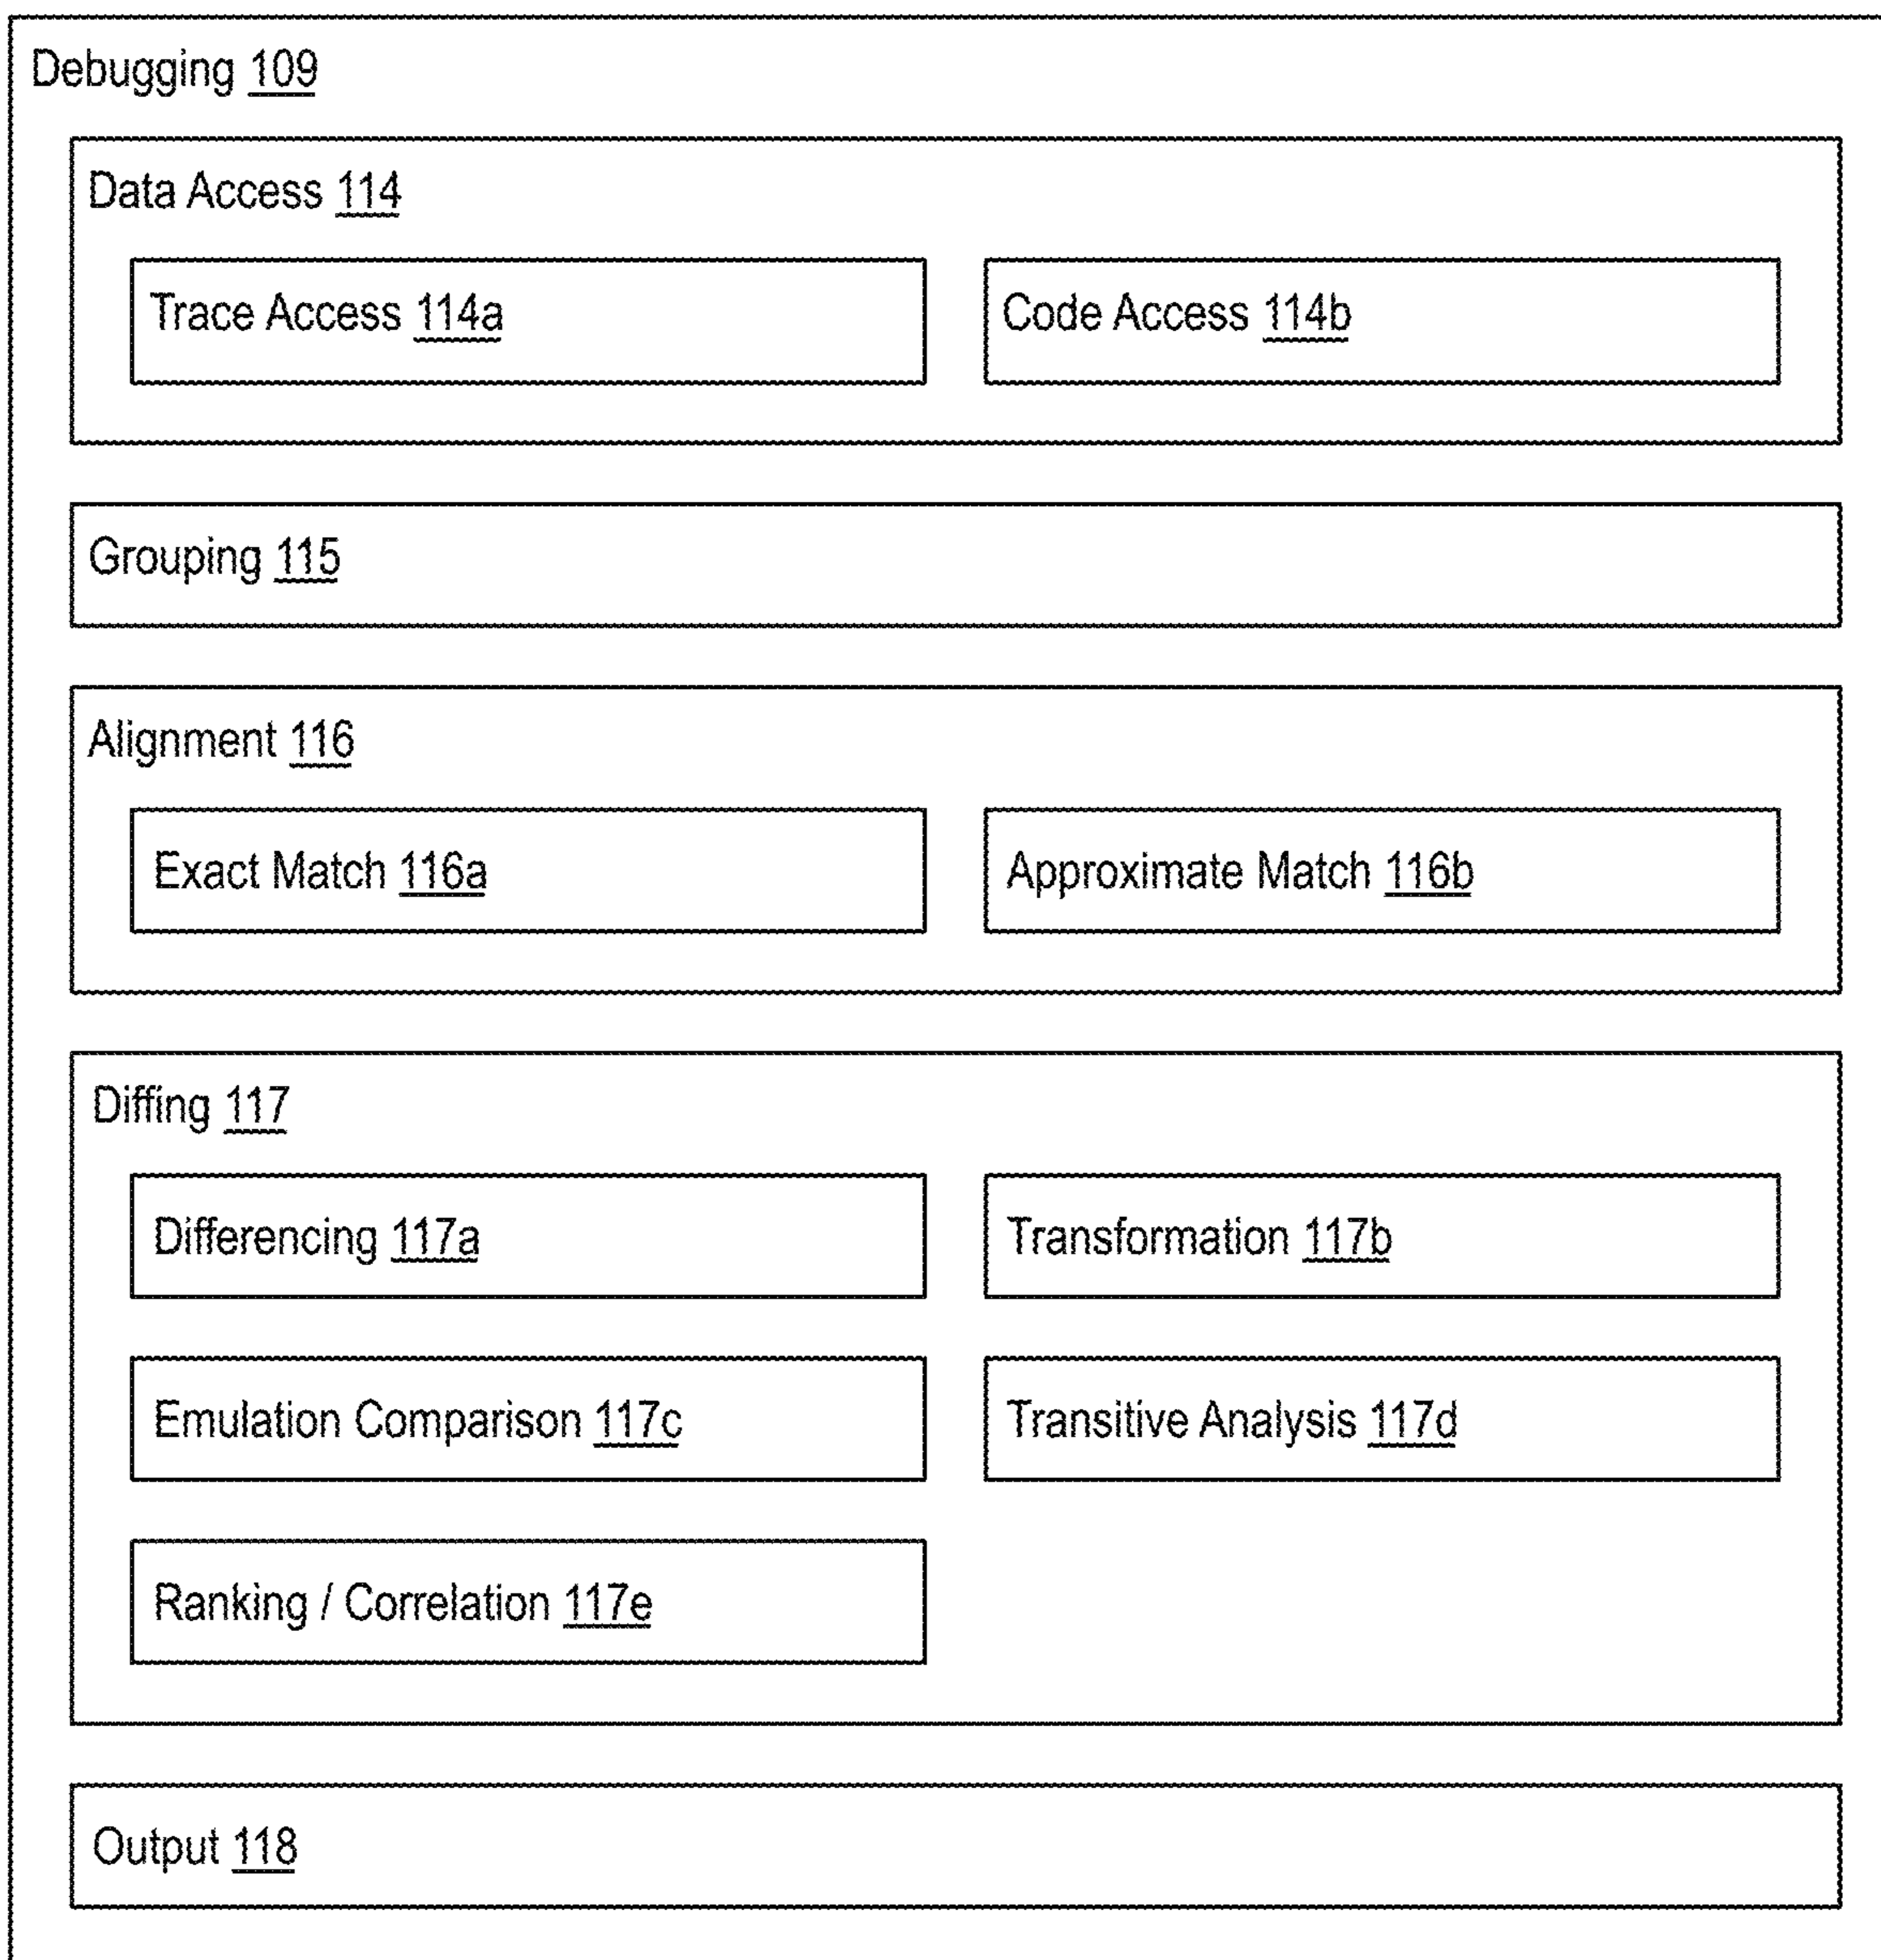 Debugging 109
Data Access 114
Trace Access 114a
Code Access 114b
Grouping 115
Alignment 116
Exact Match 116a
Approximate Match 116b
Diffing 117
Differencing 117a
Transformation 117b
Emulation Comparison 117c
Transitive Analysis 117d
Ranking / Correlation 117e
Output 118